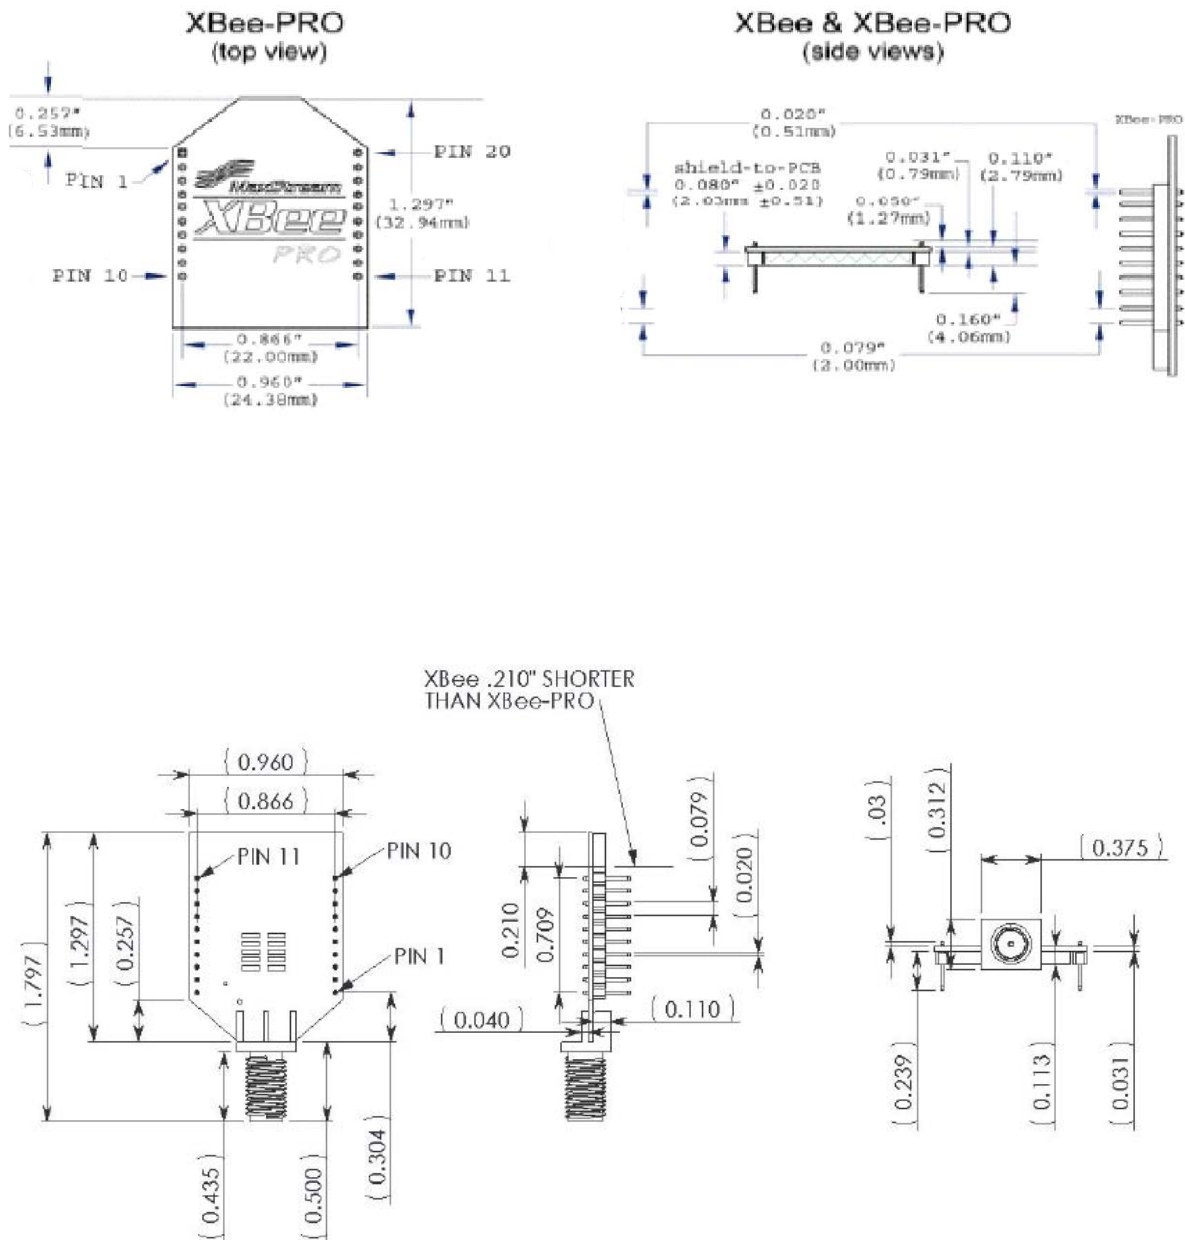 XBee-PRO
(top view)
XBee & XBee-PRO
(side views)
0.257"
(6.53mm)
PIN 1
PIN 20
MaxStream
XBee
PRO
1.297"
(32.94mm)
PIN 10
PIN 11
0.866"
(22.00mm)
0.960"
(24.38mm)
0.020"
(0.51mm)
XBee-PRO
shield-to-PCB
0.080" ±0.020
(2.03mm ±0.51)
0.031"
(0.79mm)
0.110"
(2.79mm)
0.050"
(1.27mm)
0.160"
(4.06mm)
0.079"
(2.00mm)
XBee .210" SHORTER
THAN XBee-PRO
(0.960)
(0.866)
PIN 11
PIN 10
PIN 1
(1.797)
(1.297)
(0.257)
(0.435)
(0.500)
(0.304)
0.210
0.709
(0.079)
(0.020)
(0.040)
(0.110)
(.03)
(0.312)
(0.375)
(0.239)
(0.113)
(0.031)